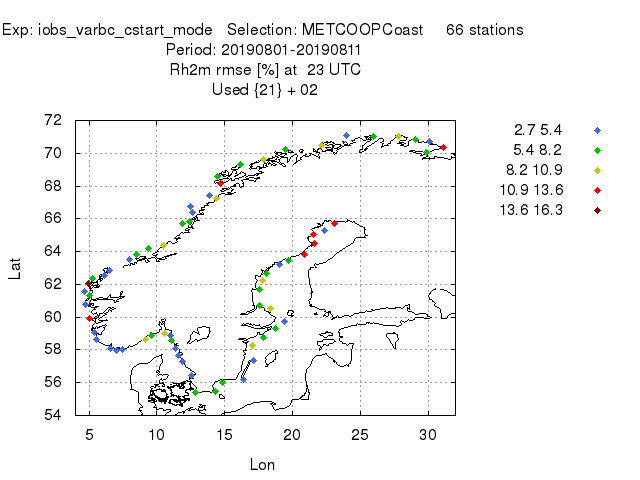 Exp: iobs_varbc_cstart_mode   Selection: METCOOPCoast     66 stations
Period: 20190801-20190811
Rh2m rmse [%] at  23 UTC
Used {21} + 02
72
70
68
66
64
62
60
58
56
54
5 10 15 20 25 30
Lat
Lon
2.7 5.4
5.4 8.2
8.2 10.9
10.9 13.6
13.6 16.3